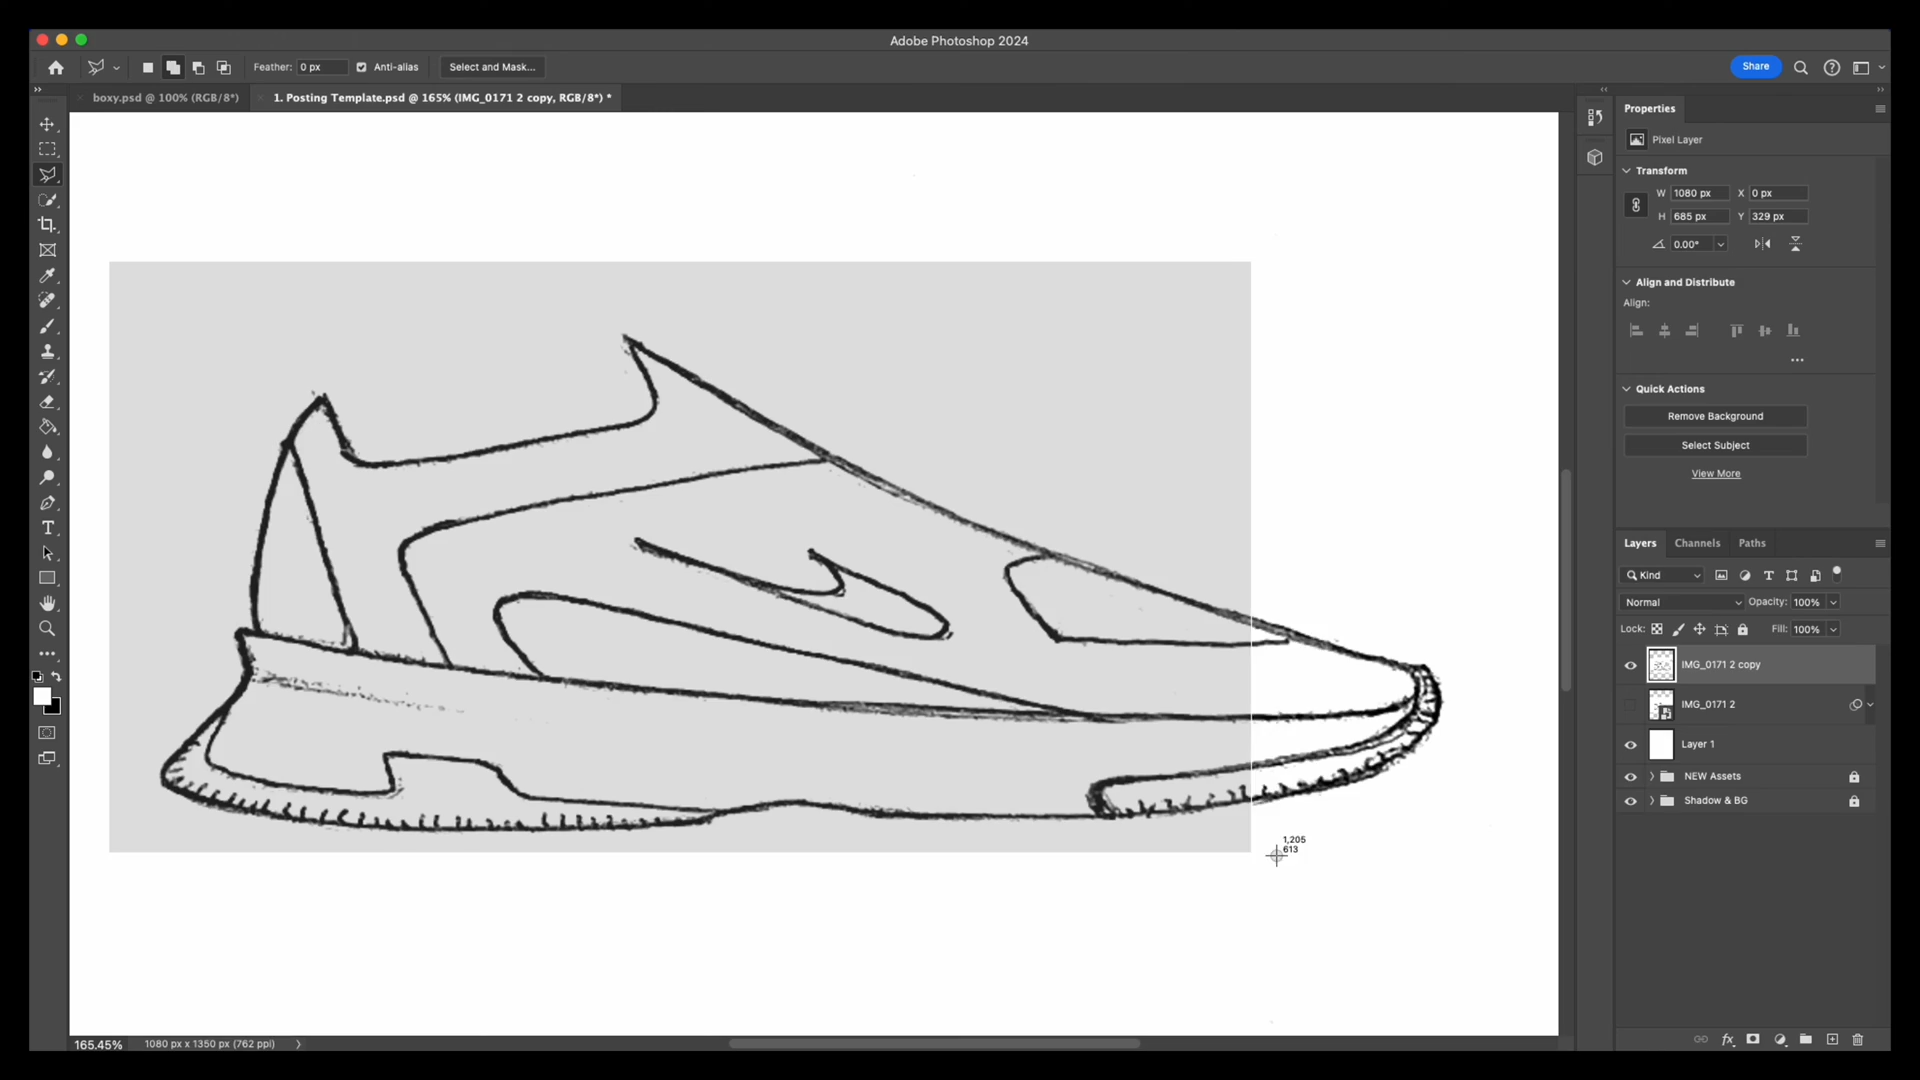 Adobe Photoshop 2024
Feather: 0 px Anti-alias Select and Mask... Share
boxy.psd @ 100% (RGB/8*) 1. Posting Template.psd @ 165% (IMG_0171 2 copy, RGB/8*) *
Properties
Pixel Layer
Transform
W 1080 px X 0 px
H 685 px Y 329 px
0.00°
Align and Distribute
Align:
Quick Actions
Remove Background
Select Subject
View More
Layers Channels Paths
Kind
Normal Opacity: 100%
Lock: Fill: 100%
IMG_0171 2 copy
IMG_0171 2
Layer 1
NEW Assets
Shadow & BG
1,205
613
165.45% 1080 px x 1350 px (762 ppi)